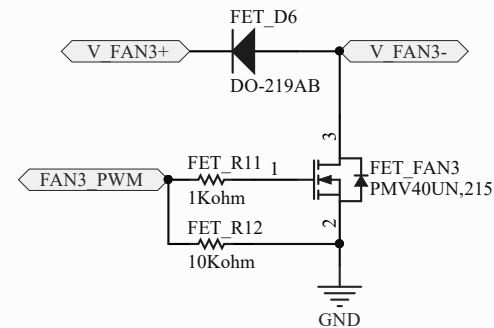 FET_D6
V_FAN3+
V_FAN3-
DO-219AB
3
FET_R11
1
FAN3_PWM
1Kohm
FET_FAN3
PMV40UN,215
2
FET_R12
10Kohm
GND